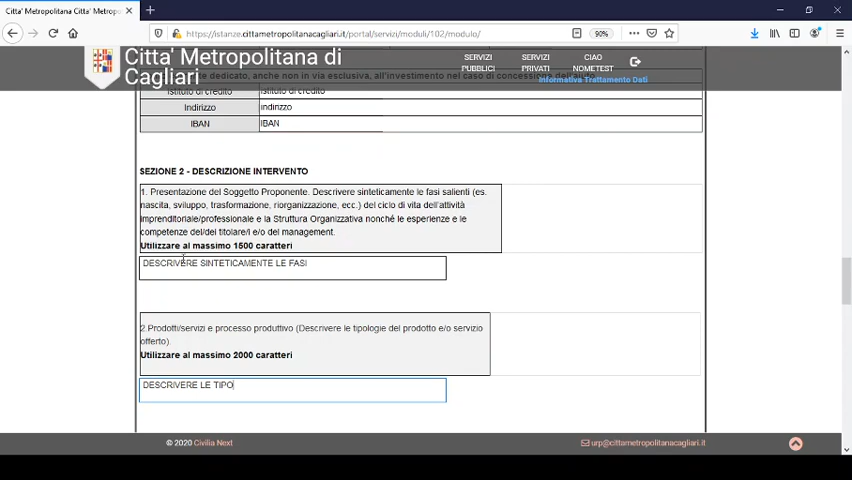 Citta' Metropolitana di Cagliari: Citta' Metropo
https://istanze.cittametropolitanacagliari.it/portal/servizi/moduli/102/modulo/
90%
Citta' Metropolitana di
Cagliari
SERVIZI
PUBBLICI
SERVIZI
PRIVATI
CIAO
NOMETEST
dedicato, anche non in via esclusiva, all'investimento nel caso di concessione dell'aiuto
Informativa Trattamento Dati
Istituto di credito
istituto di credito
Indirizzo
indirizzo
IBAN
IBAN
SEZIONE 2 - DESCRIZIONE INTERVENTO
1. Presentazione del Soggetto Proponente. Descrivere sinteticamente le fasi salienti (es.
nascita, sviluppo, trasformazione, riorganizzazione, ecc.) del ciclo di vita dell'attività
imprenditoriale/professionale e la Struttura Organizzativa nonché le esperienze e le
competenze del/dei titolare/i e/o del management.
Utilizzare al massimo 1500 caratteri
DESCRIVERE SINTETICAMENTE LE FASI
2.Prodotti/servizi e processo produttivo (Descrivere le tipologie del prodotto e/o servizio
offerto).
Utilizzare al massimo 2000 caratteri
DESCRIVERE LE TIPO
© 2020 Civilia Next
urp@cittametropolitanacagliari.it